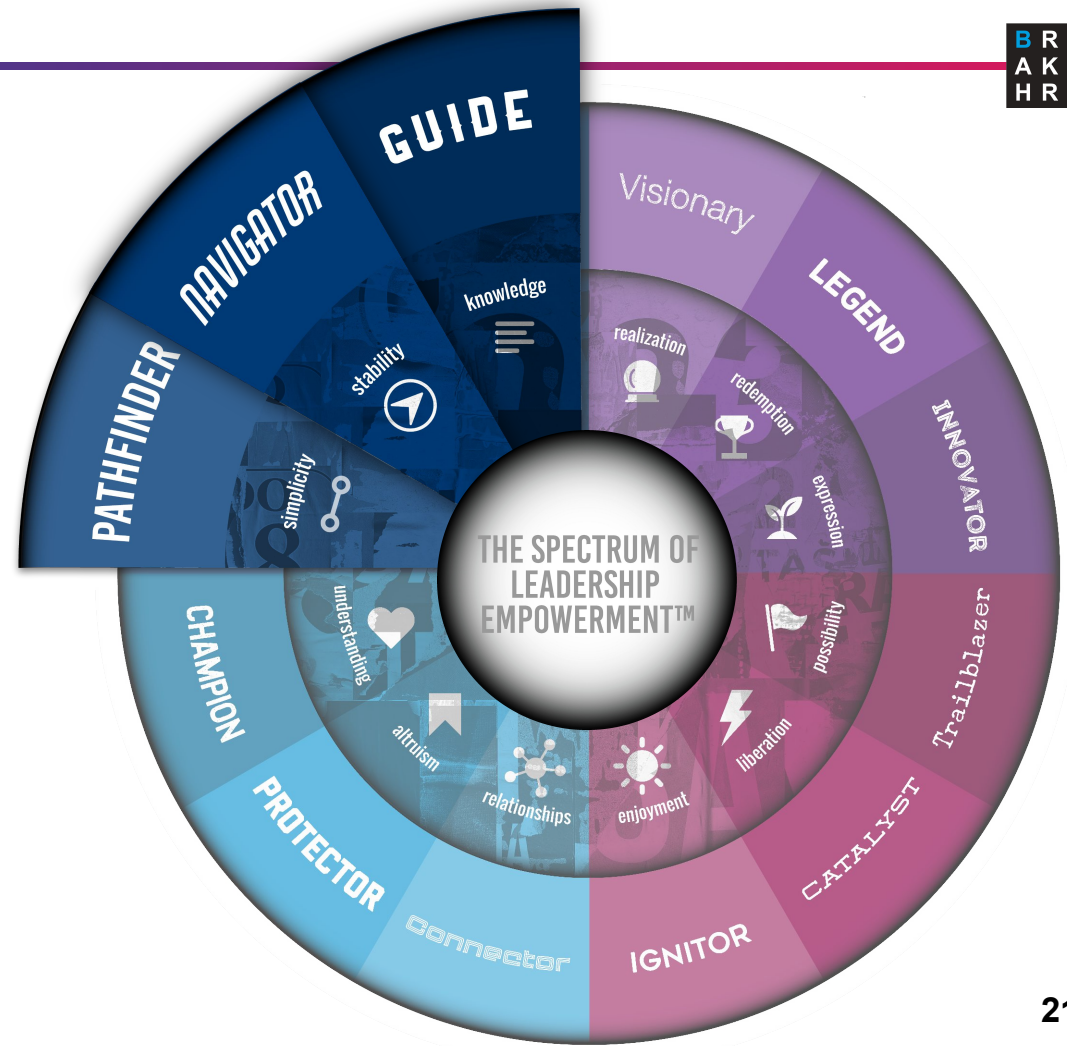 B R
A K
H R
GUIDE
knowledge
Visionary
realization
LEGEND
redemption
INNOVATOR
expression
Trailblazer
possibility
CATALYST
liberation
IGNITOR
enjoyment
Connector
relationships
PROTECTOR
altruism
CHAMPION
understanding
PATHFINDER
simplicity
NAVIGATOR
stability
THE SPECTRUM OF
LEADERSHIP
EMPOWERMENT™
21